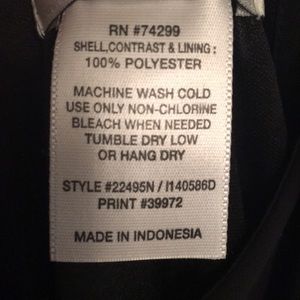 RN #74299
SHELL,CONTRAST & LINING :
100% POLYESTER
MACHINE WASH COLD
USE ONLY NON-CHLORINE
BLEACH WHEN NEEDED
TUMBLE DRY LOW
OR HANG DRY
STYLE #22495N / I140586D
PRINT #39972
MADE IN INDONESIA